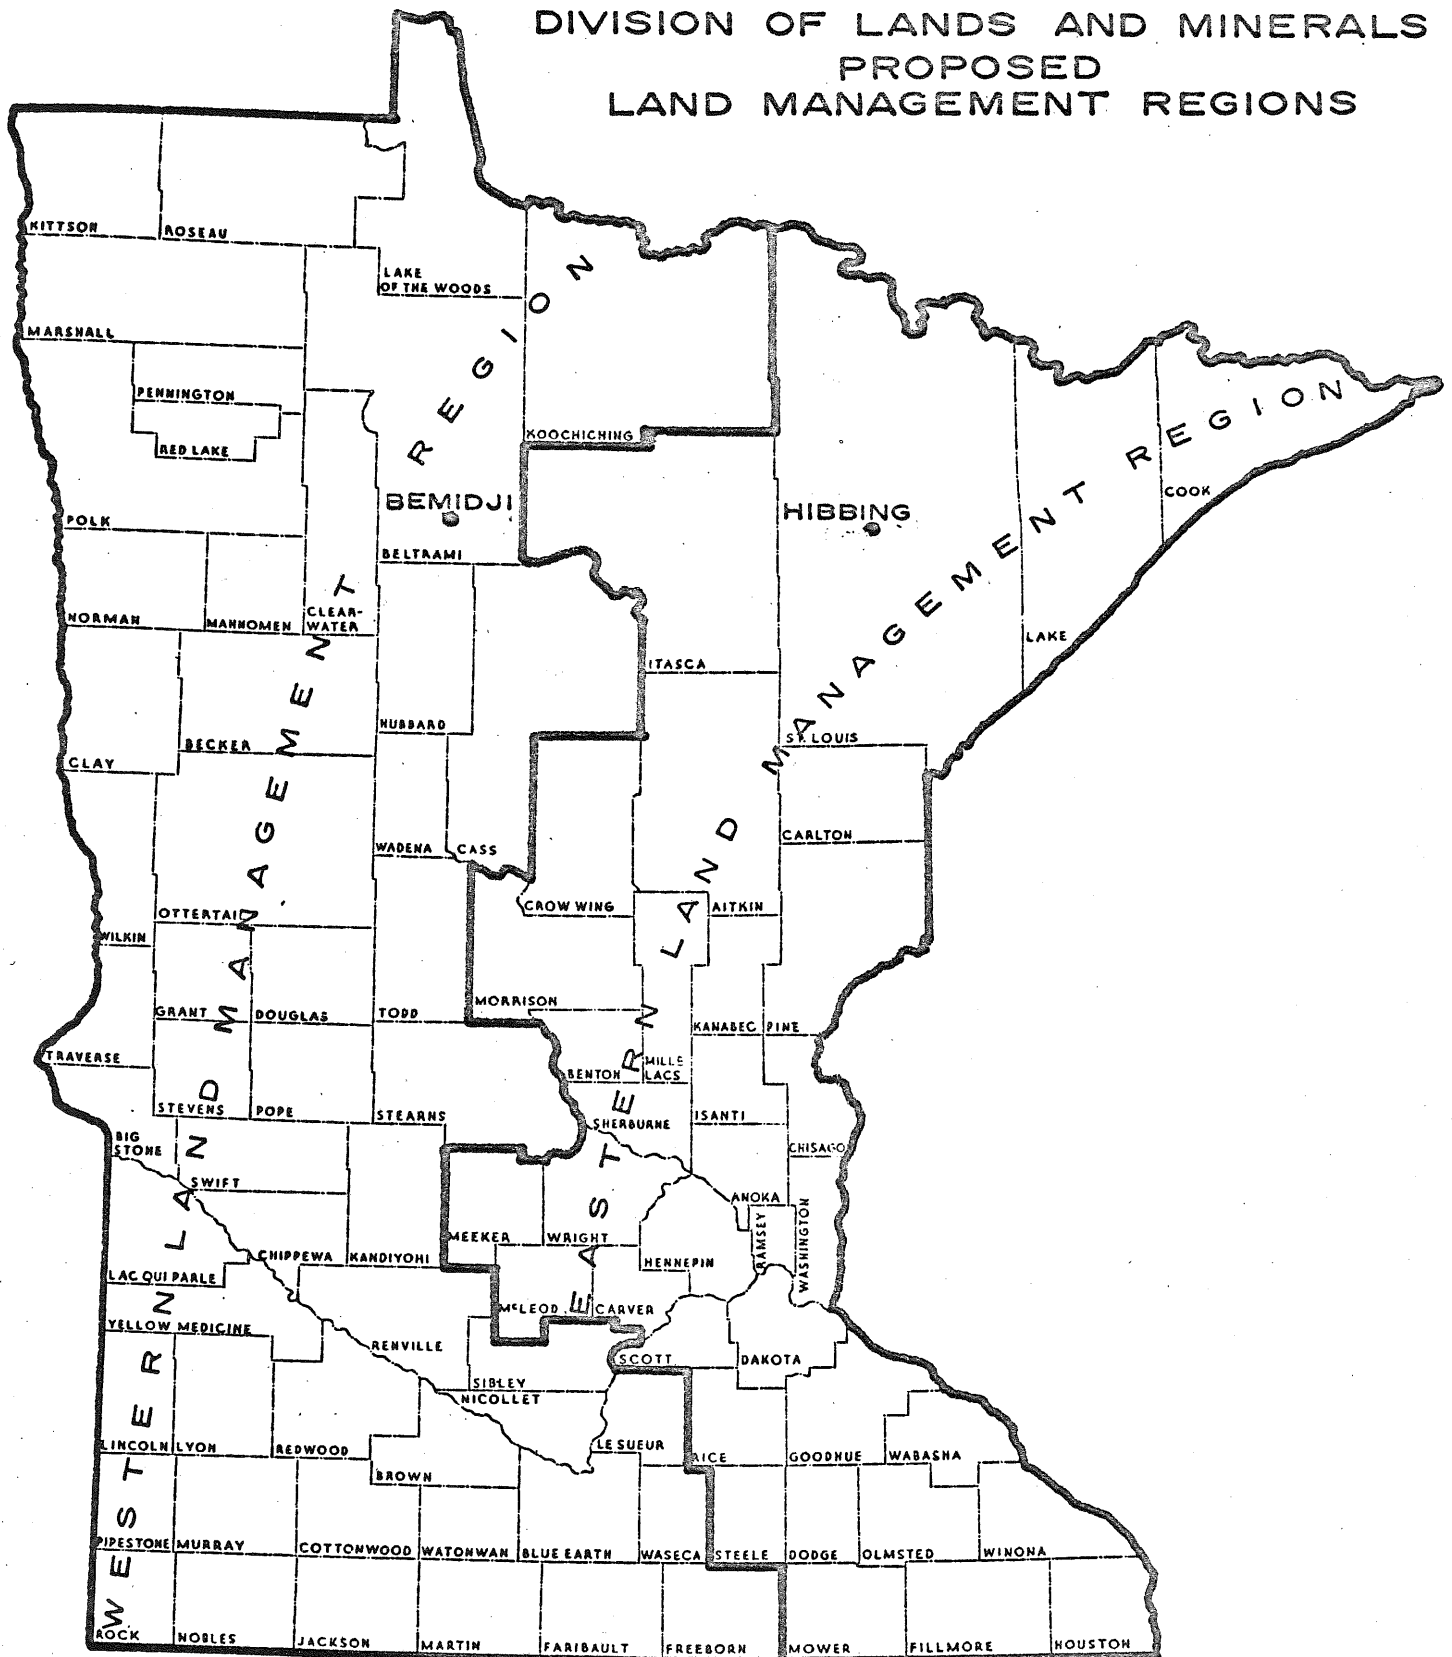 DIVISION OF LANDS AND MINERALS
PROPOSED
LAND MANAGEMENT REGIONS
KITTSON
ROSEAU
LAKE
OF THE WOODS
MARSHALL
PENNINGTON
RED LAKE
KOOCHICHING
BEMIDJI
HIBBING
COOK
POLK
BELTRAMI
NORMAN
MAHNOMEN
CLEAR-
WATER
LAKE
ITASCA
HUBBARD
ST. LOUIS
BECKER
CLAY
CARLTON
WADENA
CASS
OTTERTAIL
CROW WING
AITKIN
WILKIN
MORRISON
GRANT
DOUGLAS
TODD
KANABEC
PINE
TRAVERSE
BENTON
MILLE
LACS
STEVENS
POPE
STEARNS
SHERBURNE
ISANTI
BIG
STONE
CHISAGO
SWIFT
ANOKA
RAMSEY
WASHINGTON
MEEKER
WRIGHT
CHIPPEWA
KANDIYOHI
HENNEPIN
LAC QUI PARLE
McLEOD
CARVER
YELLOW MEDICINE
RENVILLE
SCOTT
DAKOTA
SIBLEY
NICOLLET
LINCOLN
LYON
REDWOOD
LE SUEUR
RICE
GOODHUE
WABASHA
BROWN
PIPESTONE
MURRAY
COTTONWOOD
WATONWAN
BLUE EARTH
WASECA
STEELE
DODGE
OLMSTED
WINONA
ROCK
NOBLES
JACKSON
MARTIN
FARIBAULT
FREEBORN
MOWER
FILLMORE
HOUSTON
WESTERN LAND MANAGEMENT REGION
EASTERN LAND MANAGEMENT REGION